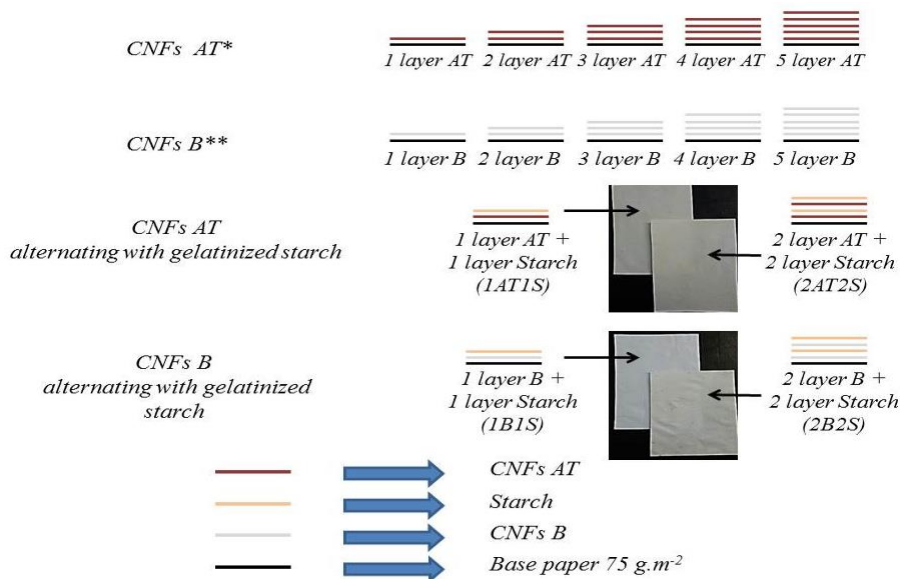 CNFs AT*
1 layer AT 2 layer AT 3 layer AT 4 layer AT 5 layer AT
CNFs B**
1 layer B 2 layer B 3 layer B 4 layer B 5 layer B
CNFs AT
alternating with gelatinized starch
1 layer AT +
1 layer Starch
(1AT1S)
2 layer AT +
2 layer Starch
(2AT2S)
CNFs B
alternating with gelatinized
starch
1 layer B +
1 layer Starch
(1B1S)
2 layer B +
2 layer Starch
(2B2S)
CNFs AT
Starch
CNFs B
Base paper 75 g.m⁻²